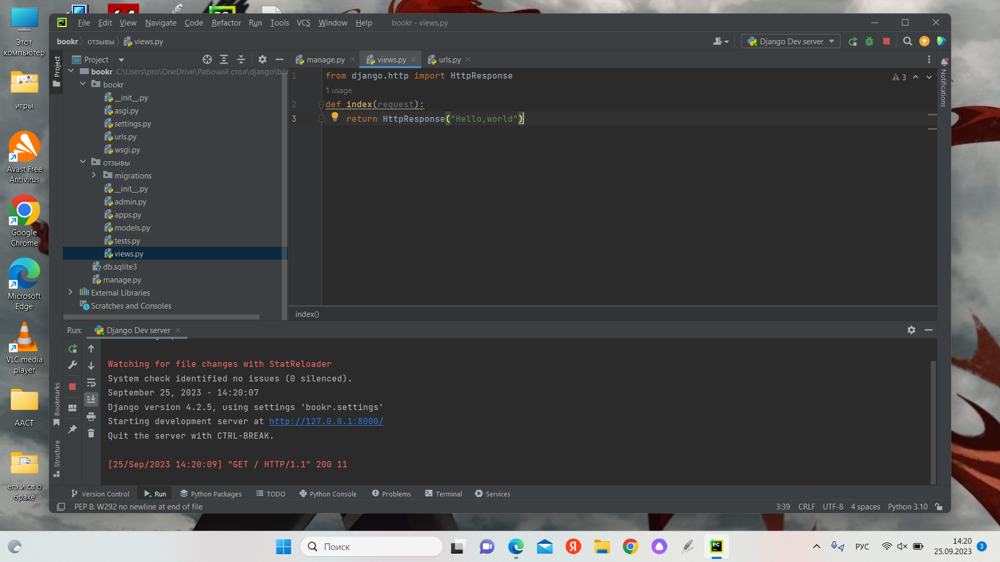 File Edit View Navigate Code Refactor Run Tools VCS Window Help bookr - views.py
bookr отзывы views.py
Django Dev server
Project
manage.py views.py urls.py
Project
bookr C:\Users\pro\OneDrive\Рабочий стол\django\boo
bookr
__init__.py
asgi.py
settings.py
urls.py
wsgi.py
отзывы
migrations
__init__.py
admin.py
apps.py
models.py
tests.py
views.py
db.sqlite3
manage.py
External Libraries
Scratches and Consoles
1 from django.http import HttpResponse
1 usage
2 def index(request):
3 return HttpResponse("Hello,world")
3
Notifications
index()
Run: Django Dev server
Watching for file changes with StatReloader
System check identified no issues (0 silenced).
September 25, 2023 - 14:20:07
Django version 4.2.5, using settings 'bookr.settings'
Starting development server at http://127.0.0.1:8000/
Quit the server with CTRL-BREAK.
[25/Sep/2023 14:20:09] "GET / HTTP/1.1" 200 11
Bookmarks
Structure
Version Control Run Python Packages TODO Python Console Problems Terminal Services
PEP 8: W292 no newline at end of file
3:39 CRLF UTF-8 4 spaces Python 3.10
Этот
компьютер
игры
Avast Free
Antivirus
Google
Chrome
Microsoft
Edge
VLC media
player
ААСТ
егэ и св о
браке
Поиск
РУС
14:20
25.09.2023
3